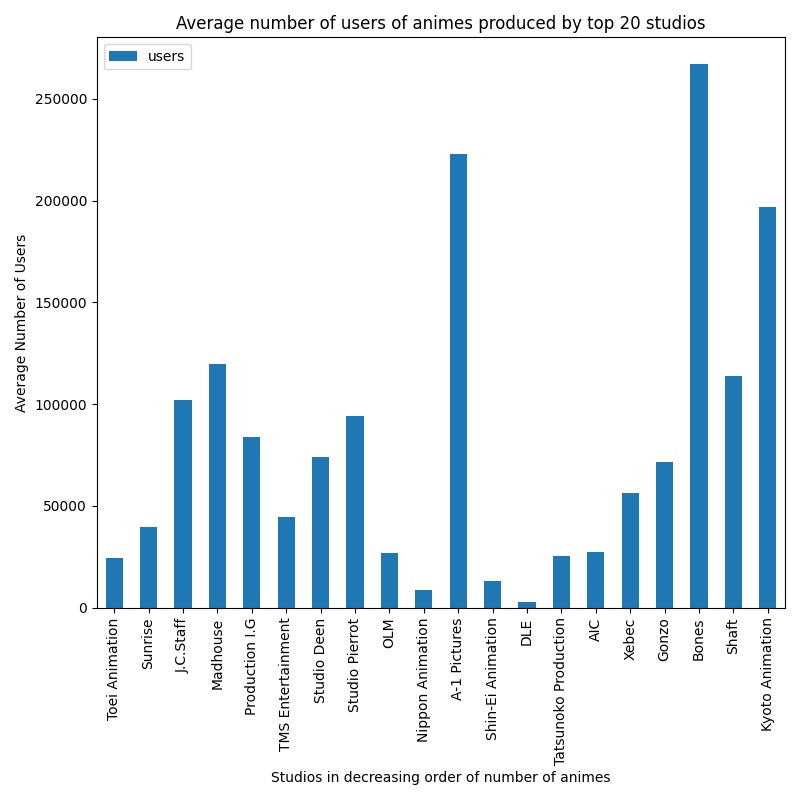 Average number of users of animes produced by top 20 studios
users
Average Number of Users
250000
200000
150000
100000
50000
0
Toei Animation
Sunrise
J.C.Staff
Madhouse
Production I.G
TMS Entertainment
Studio Deen
Studio Pierrot
OLM
Nippon Animation
A-1 Pictures
Shin-Ei Animation
DLE
Tatsunoko Production
AIC
Xebec
Gonzo
Bones
Shaft
Kyoto Animation
Studios in decreasing order of number of animes